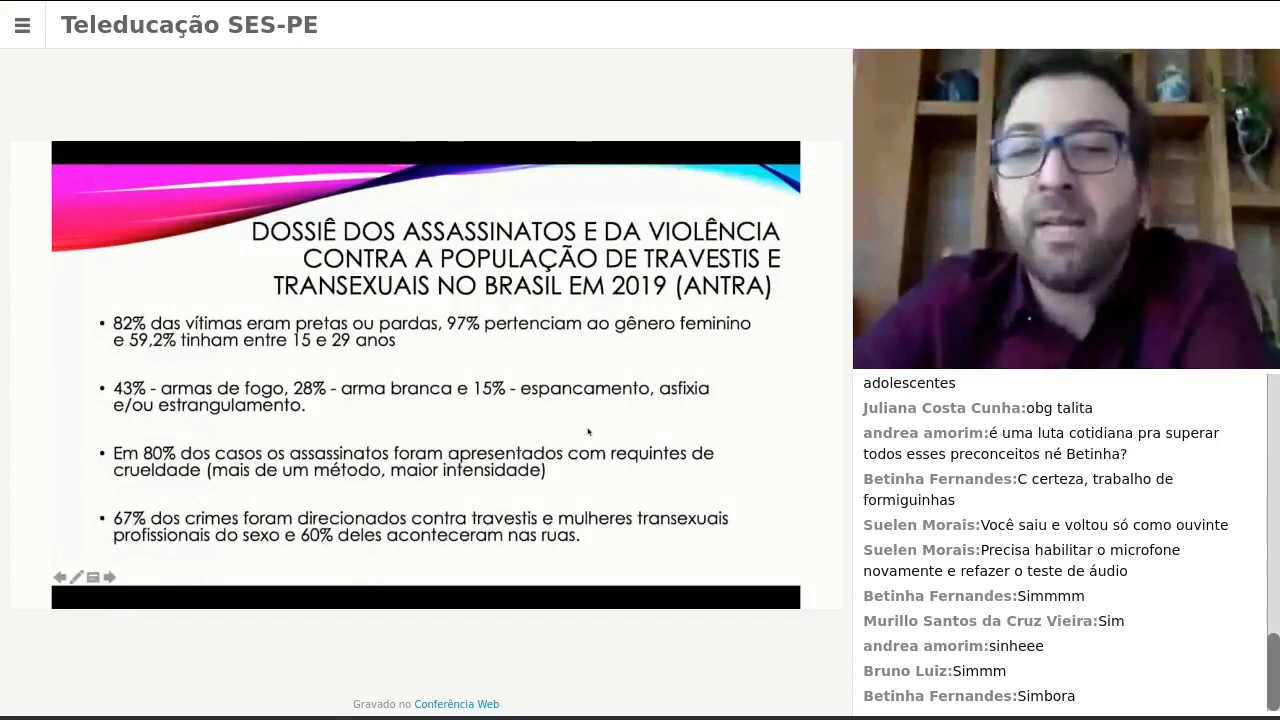 Teleducação SES-PE
DOSSIÊ DOS ASSASSINATOS E DA VIOLÊNCIA
CONTRA A POPULAÇÃO DE TRAVESTIS E
TRANSEXUAIS NO BRASIL EM 2019 (ANTRA)
• 82% das vítimas eram pretas ou pardas, 97% pertenciam ao gênero feminino
e 59,2% tinham entre 15 e 29 anos
• 43% - armas de fogo, 28% - arma branca e 15% - espancamento, asfixia
e/ou estrangulamento.
• Em 80% dos casos os assassinatos foram apresentados com requintes de
crueldade (mais de um método, maior intensidade)
• 67% dos crimes foram direcionados contra travestis e mulheres transexuais
profissionais do sexo e 60% deles aconteceram nas ruas.
Gravado no Conferência Web
adolescentes
Juliana Costa Cunha:obg talita
andrea amorim:é uma luta cotidiana pra superar
todos esses preconceitos né Betinha?
Betinha Fernandes:C certeza, trabalho de
formiguinhas
Suelen Morais:Você saiu e voltou só como ouvinte
Suelen Morais:Precisa habilitar o microfone
novamente e refazer o teste de áudio
Betinha Fernandes:Simmmm
Murillo Santos da Cruz Vieira:Sim
andrea amorim:sinheee
Bruno Luiz:Simmm
Betinha Fernandes:Simbora